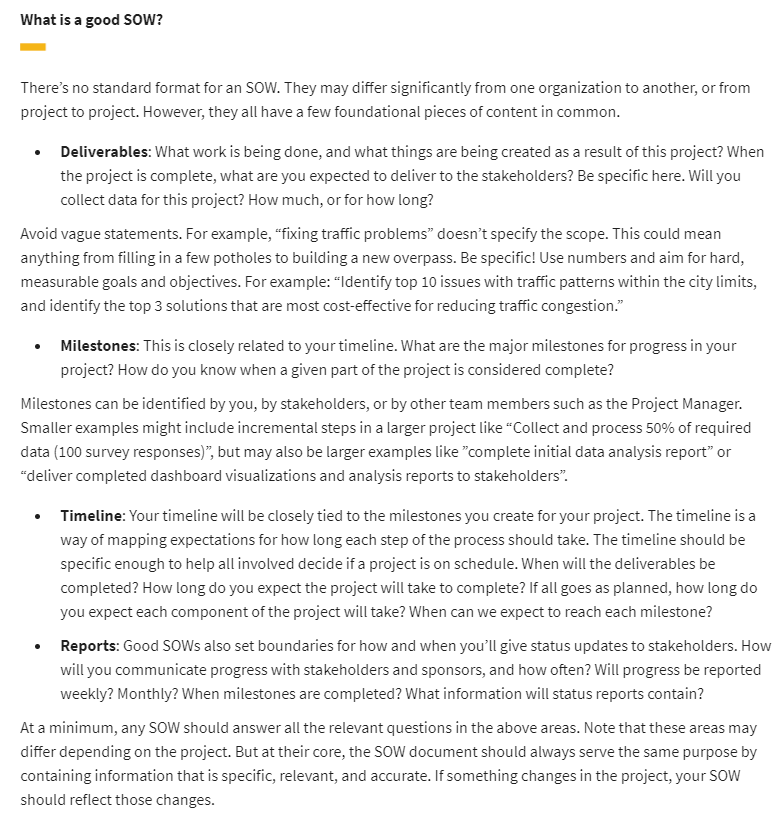 What is a good SOW?
There’s no standard format for an SOW. They may differ significantly from one organization to another, or from
project to project. However, they all have a few foundational pieces of content in common.
• Deliverables: What work is being done, and what things are being created as a result of this project? When
the project is complete, what are you expected to deliver to the stakeholders? Be specific here. Will you
collect data for this project? How much, or for how long?
Avoid vague statements. For example, “fixing traffic problems” doesn’t specify the scope. This could mean
anything from filling in a few potholes to building a new overpass. Be specific! Use numbers and aim for hard,
measurable goals and objectives. For example: “Identify top 10 issues with traffic patterns within the city limits,
and identify the top 3 solutions that are most cost-effective for reducing traffic congestion.”
• Milestones: This is closely related to your timeline. What are the major milestones for progress in your
project? How do you know when a given part of the project is considered complete?
Milestones can be identified by you, by stakeholders, or by other team members such as the Project Manager.
Smaller examples might include incremental steps in a larger project like “Collect and process 50% of required
data (100 survey responses)”, but may also be larger examples like ”complete initial data analysis report” or
“deliver completed dashboard visualizations and analysis reports to stakeholders”.
• Timeline: Your timeline will be closely tied to the milestones you create for your project. The timeline is a
way of mapping expectations for how long each step of the process should take. The timeline should be
specific enough to help all involved decide if a project is on schedule. When will the deliverables be
completed? How long do you expect the project will take to complete? If all goes as planned, how long do
you expect each component of the project will take? When can we expect to reach each milestone?
• Reports: Good SOWs also set boundaries for how and when you’ll give status updates to stakeholders. How
will you communicate progress with stakeholders and sponsors, and how often? Will progress be reported
weekly? Monthly? When milestones are completed? What information will status reports contain?
At a minimum, any SOW should answer all the relevant questions in the above areas. Note that these areas may
differ depending on the project. But at their core, the SOW document should always serve the same purpose by
containing information that is specific, relevant, and accurate. If something changes in the project, your SOW
should reflect those changes.